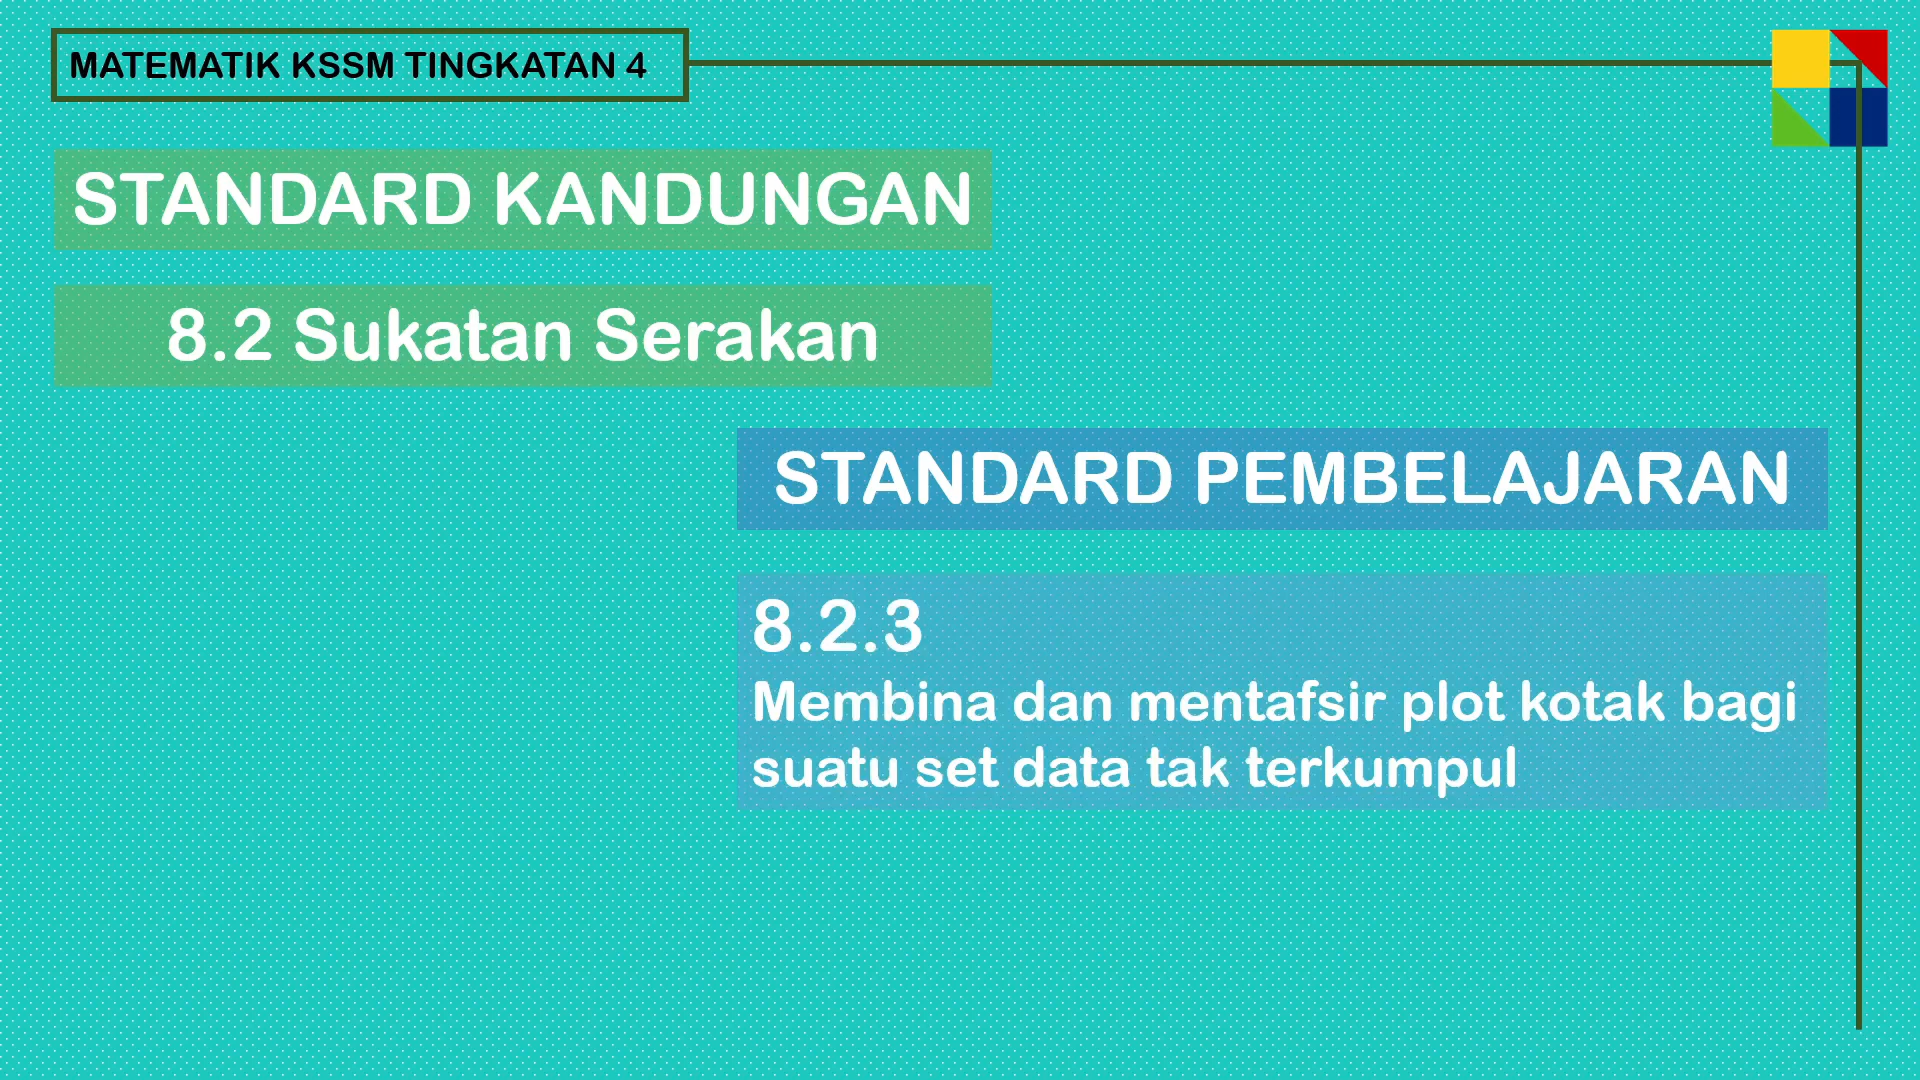 MATEMATIK KSSM TINGKATAN 4
STANDARD KANDUNGAN
8.2 Sukatan Serakan
STANDARD PEMBELAJARAN
8.2.3
Membina dan mentafsir plot kotak bagi
suatu set data tak terkumpul